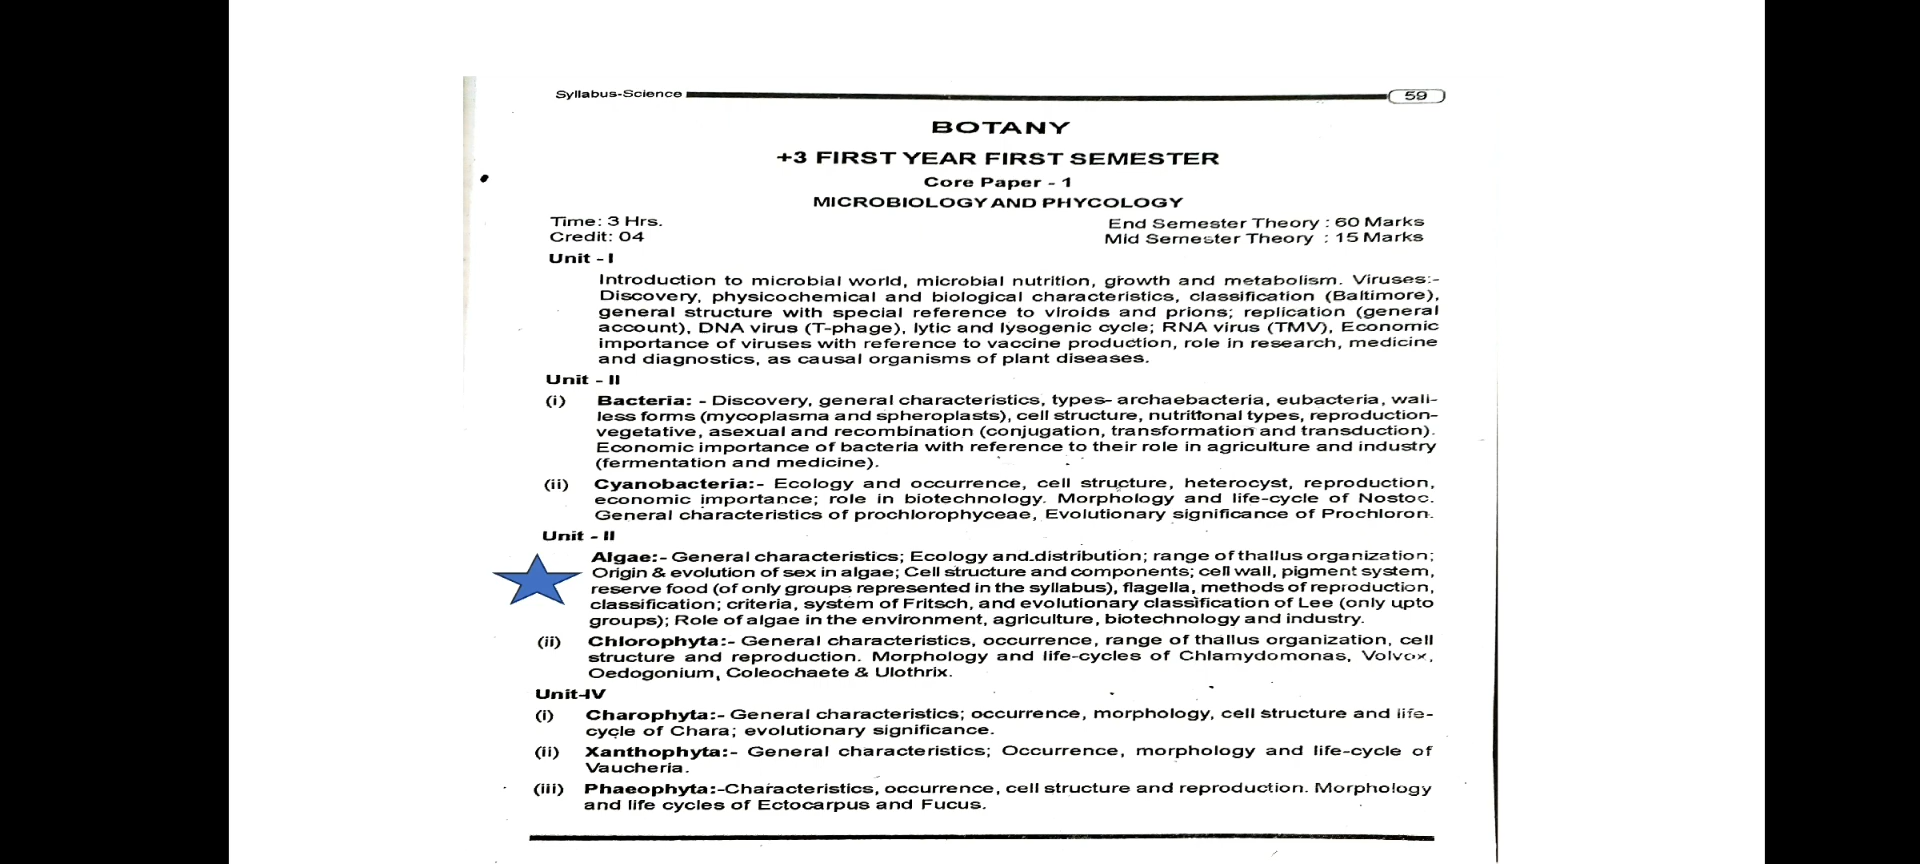 Syllabus-Science 59
BOTANY
+3 FIRST YEAR FIRST SEMESTER
Core Paper - 1
MICROBIOLOGY AND PHYCOLOGY
Time: 3 Hrs. End Semester Theory : 60 Marks
Credit: 04 Mid Semester Theory : 15 Marks
Unit - I
Introduction to microbial world, microbial nutrition, growth and metabolism. Viruses:-
Discovery, physicochemical and biological characteristics, classification (Baltimore),
general structure with special reference to viroids and prions; replication (general
account), DNA virus (T-phage), lytic and lysogenic cycle; RNA virus (TMV), Economic
importance of viruses with reference to vaccine production, role in research, medicine
and diagnostics, as causal organisms of plant diseases.
Unit - II
(i) Bacteria: - Discovery, general characteristics, types- archaebacteria, eubacteria, wall-
less forms (mycoplasma and spheroplasts), cell structure, nutritional types, reproduction-
vegetative, asexual and recombination (conjugation, transformation and transduction).
Economic importance of bacteria with reference to their role in agriculture and industry
(fermentation and medicine).
(ii) Cyanobacteria:- Ecology and occurrence, cell structure, heterocyst, reproduction,
economic importance; role in biotechnology. Morphology and life-cycle of Nostoc.
General characteristics of prochlorophyceae, Evolutionary significance of Prochloron.
Unit - II
Algae:- General characteristics; Ecology and distribution; range of thallus organization;
Origin & evolution of sex in algae; Cell structure and components; cell wall, pigment system,
reserve food (of only groups represented in the syllabus), flagella, methods of reproduction,
classification; criteria, system of Fritsch, and evolutionary classification of Lee (only upto
groups); Role of algae in the environment, agriculture, biotechnology and industry.
(ii) Chlorophyta:- General characteristics, occurrence, range of thallus organization, cell
structure and reproduction. Morphology and life-cycles of Chlamydomonas, Volvox,
Oedogonium, Coleochaete & Ulothrix.
Unit-IV
(i) Charophyta:- General characteristics; occurrence, morphology, cell structure and life-
cycle of Chara; evolutionary significance.
(ii) Xanthophyta:- General characteristics; Occurrence, morphology and life-cycle of
Vaucheria.
(iii) Phaeophyta:-Characteristics, occurrence, cell structure and reproduction. Morphology
and life cycles of Ectocarpus and Fucus.